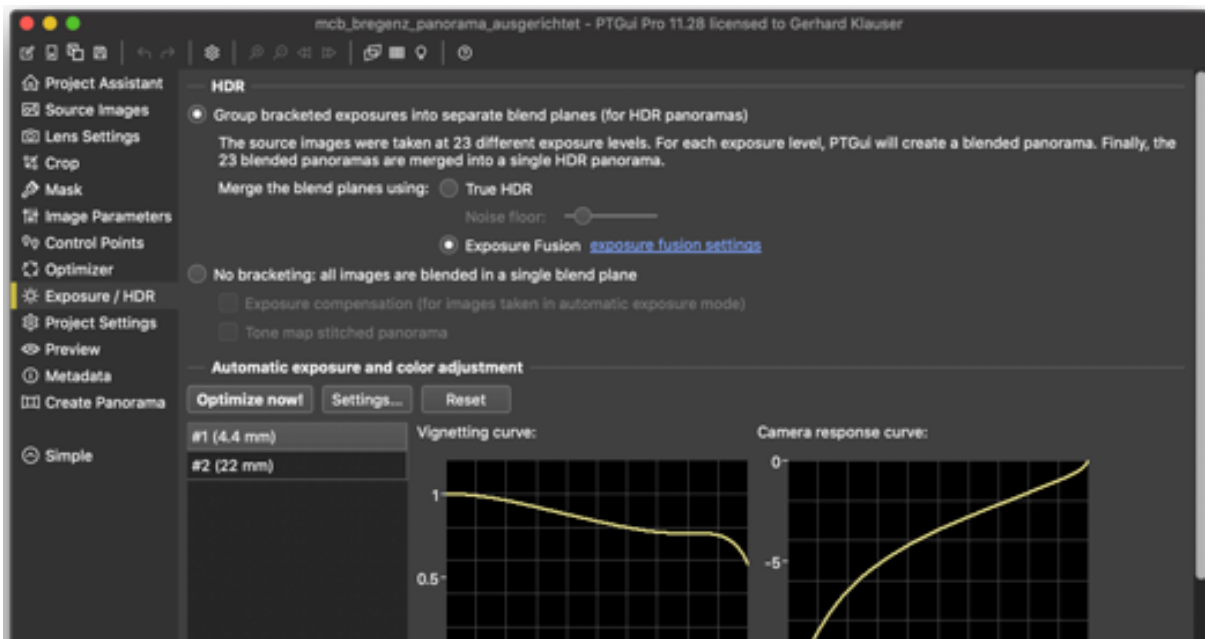 mcb_bregenz_panorama_ausgerichtet - PTGui Pro 11.28 licensed to Gerhard Klauser
Project Assistant
Source Images
Lens Settings
Crop
Mask
Image Parameters
Control Points
Optimizer
Exposure / HDR
Project Settings
Preview
Metadata
Create Panorama
Simple
HDR
Group bracketed exposures into separate blend planes (for HDR panoramas)
The source images were taken at 23 different exposure levels. For each exposure level, PTGui will create a blended panorama. Finally, the
23 blended panoramas are merged into a single HDR panorama.
Merge the blend planes using: True HDR
Noise floor:
Exposure Fusion exposure fusion settings
No bracketing: all images are blended in a single blend plane
Exposure compensation (for images taken in automatic exposure mode)
Tone map stitched panorama
Automatic exposure and color adjustment
Optimize now! Settings... Reset
#1 (4.4 mm)
#2 (22 mm)
Vignetting curve:
1
0.5
Camera response curve:
0
-5